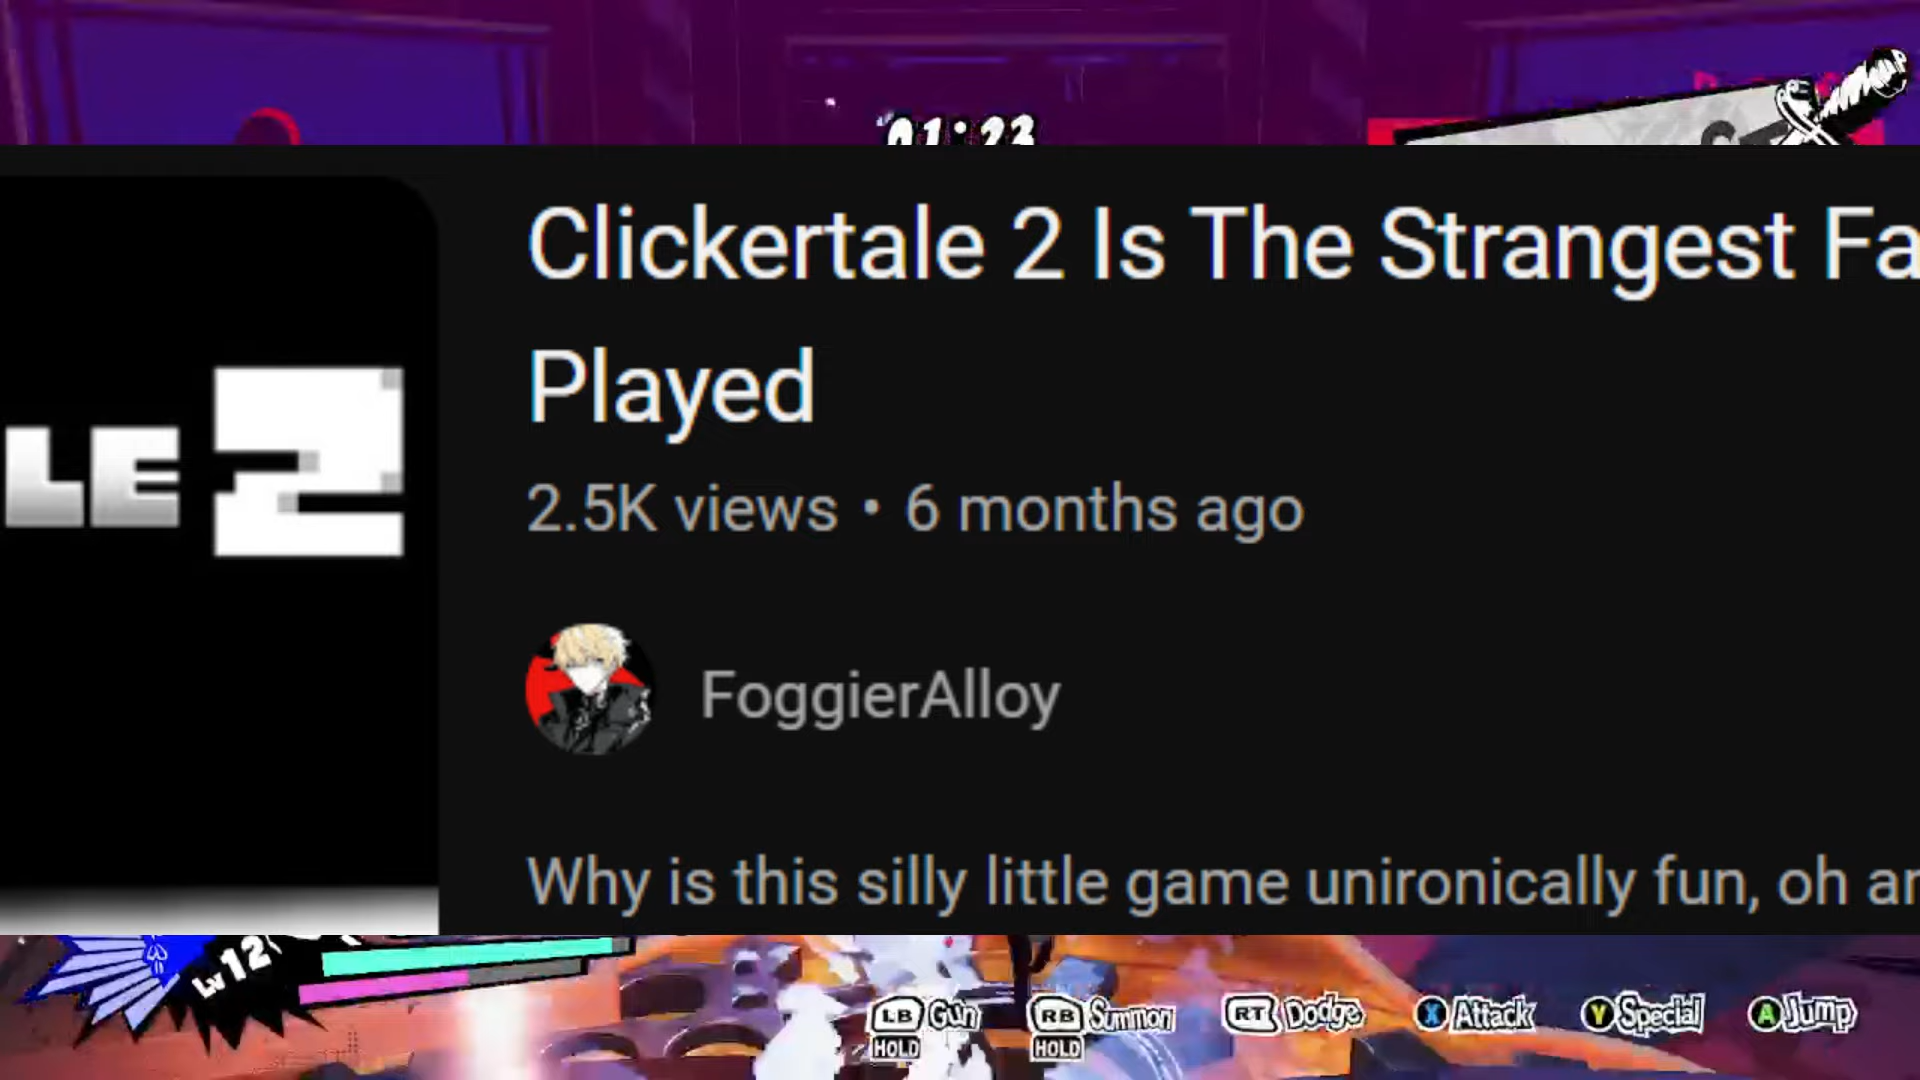 01:23
Clickertale 2 Is The Strangest Fa
Played
LE 2
2.5K views • 6 months ago
FoggierAlloy
Why is this silly little game unironically fun, oh ar
Lv 12
LB Gun RB Summon RT Dodge X Attack Y Special A Jump
HOLD HOLD